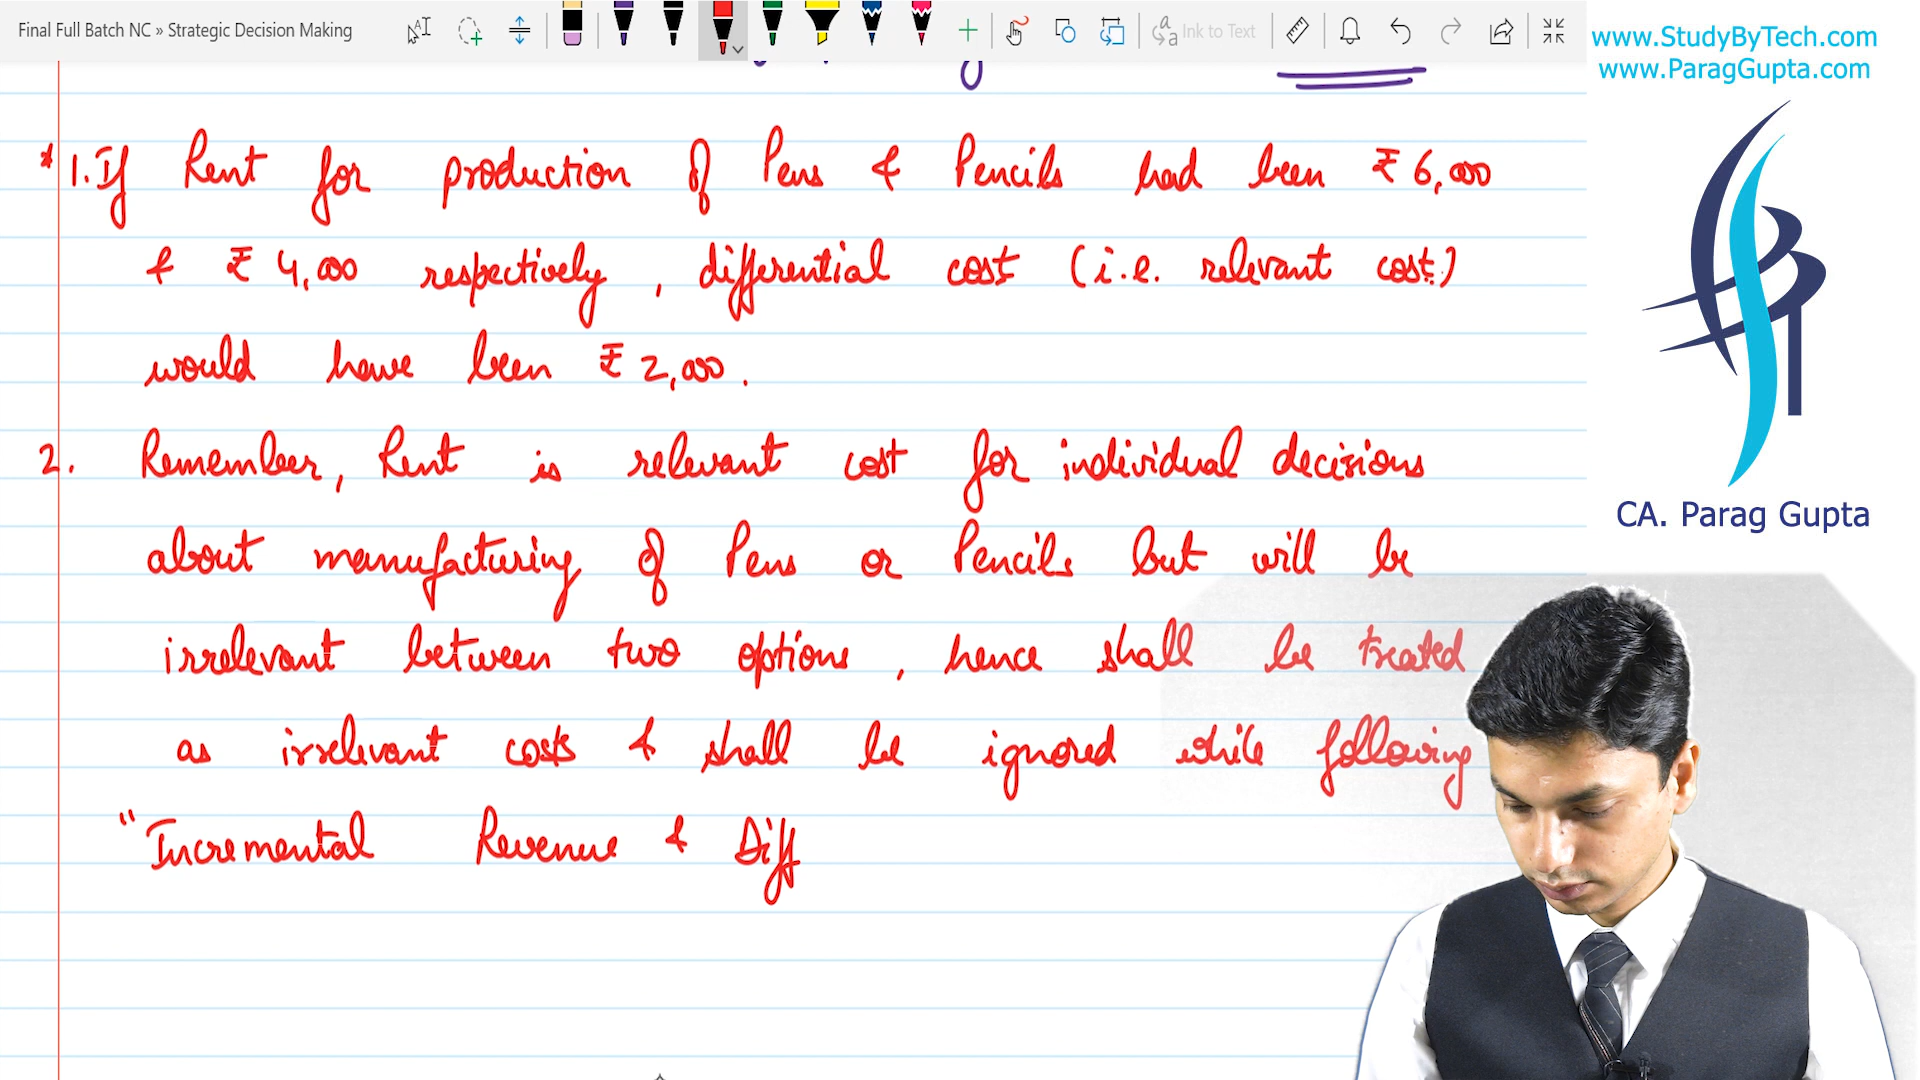 Final Full Batch NC » Strategic Decision Making
Ink to Text
www.StudyByTech.com
www.ParagGupta.com
* 1. If Rent for production of Pens & Pencils had been ₹ 6,000
& ₹ 4,000 respectively, differential cost (i.e. relevant cost)
would have been ₹ 2,000.
2. Remember, Rent is relevant cost for individual decisions
about manufacturing of Pens or Pencils but will be
irrelevant between two options, hence shall be treated
as irrelevant costs & shall be ignored while following
"Incremental Revenue & Diff
CA. Parag Gupta